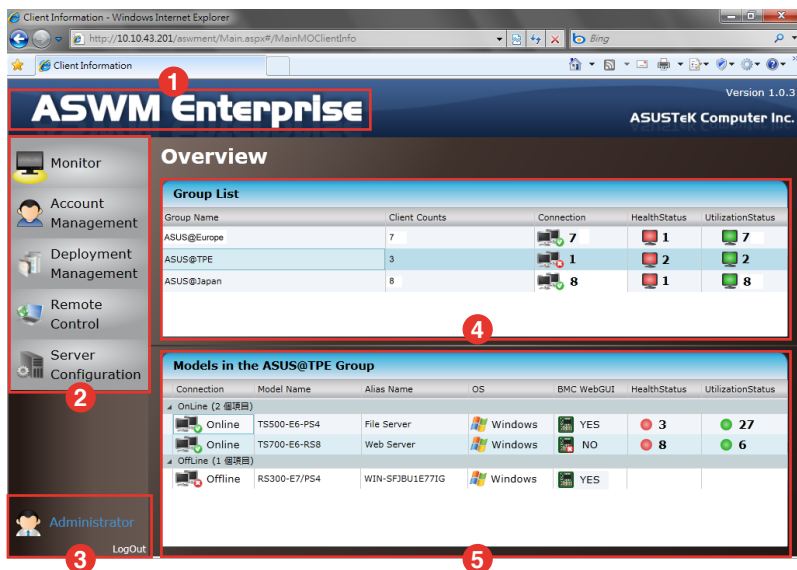 Client Information - Windows Internet Explorer
http://10.10.43.201/aswment/Main.aspx#/MainMOClientInfo
Bing
Client Information
1
ASWM Enterprise
Version 1.0.3
ASUSTeK Computer Inc.
Monitor
Account Management
Deployment Management
Remote Control
Server Configuration
2
Administrator
LogOut
3
Overview
Group List
Group Name Client Counts Connection HealthStatus UtilizationStatus
ASUS@Europe 7 7 1 7
ASUS@TPE 3 1 2 2
ASUS@Japan 8 8 1 8
4
Models in the ASUS@TPE Group
Connection Model Name Alias Name OS BMC WebGUI HealthStatus UtilizationStatus
OnLine (2 個項目)
Online TS500-E6-PS4 File Server Windows YES 3 27
Online TS700-E6-RS8 Web Server Windows NO 8 6
OffLine (1 個項目)
Offline RS300-E7/PS4 WIN-SFJBU1E77IG Windows YES
5